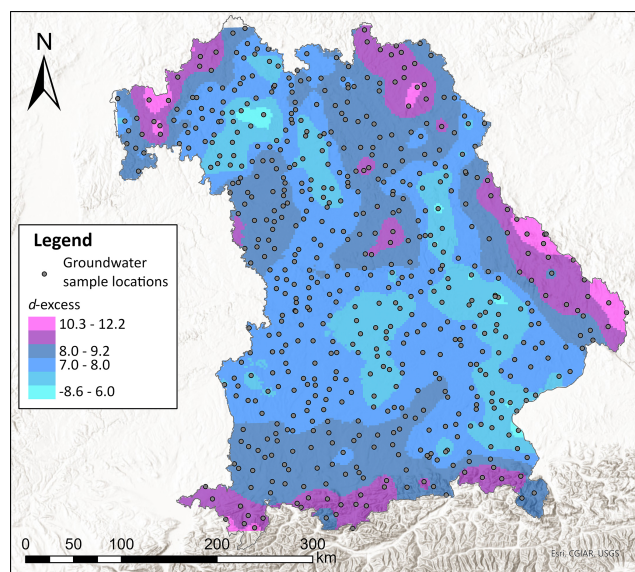 N
Legend
Groundwater
sample locations
d-excess
10.3 - 12.2
8.0 - 9.2
7.0 - 8.0
-8.6 - 6.0
0 100 200 300
km
Esri, CGIAR, USGS